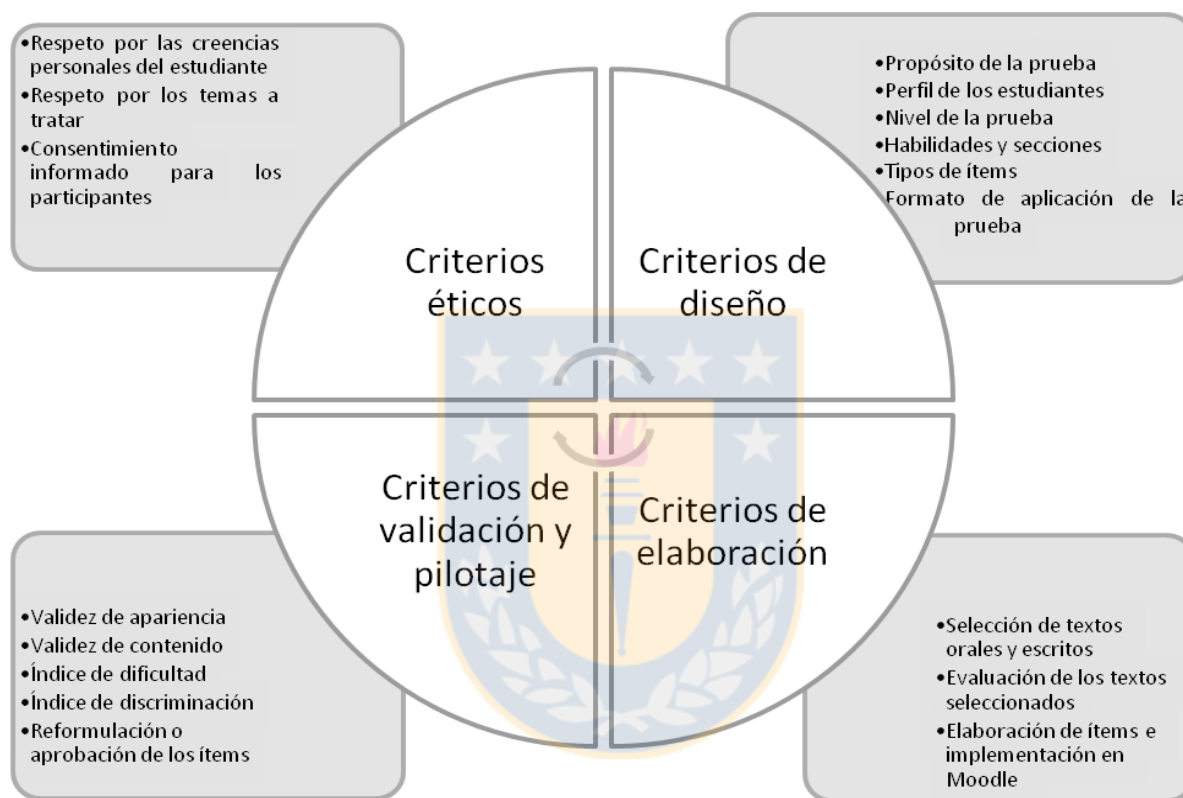 •Respeto por las creencias
personales del estudiante
•Respeto por los temas a
tratar
•Consentimiento
informado para los
participantes
•Propósito de la prueba
•Perfil de los estudiantes
•Nivel de la prueba
•Habilidades y secciones
•Tipos de ítems
•Formato de aplicación de la
prueba
Criterios
éticos
Criterios de
diseño
Criterios de
validación y
pilotaje
Criterios de
elaboración
•Validez de apariencia
•Validez de contenido
•Índice de dificultad
•Índice de discriminación
•Reformulación o
aprobación de los ítems
•Selección de textos
orales y escritos
•Evaluación de los textos
seleccionados
•Elaboración de ítems e
implementación en
Moodle